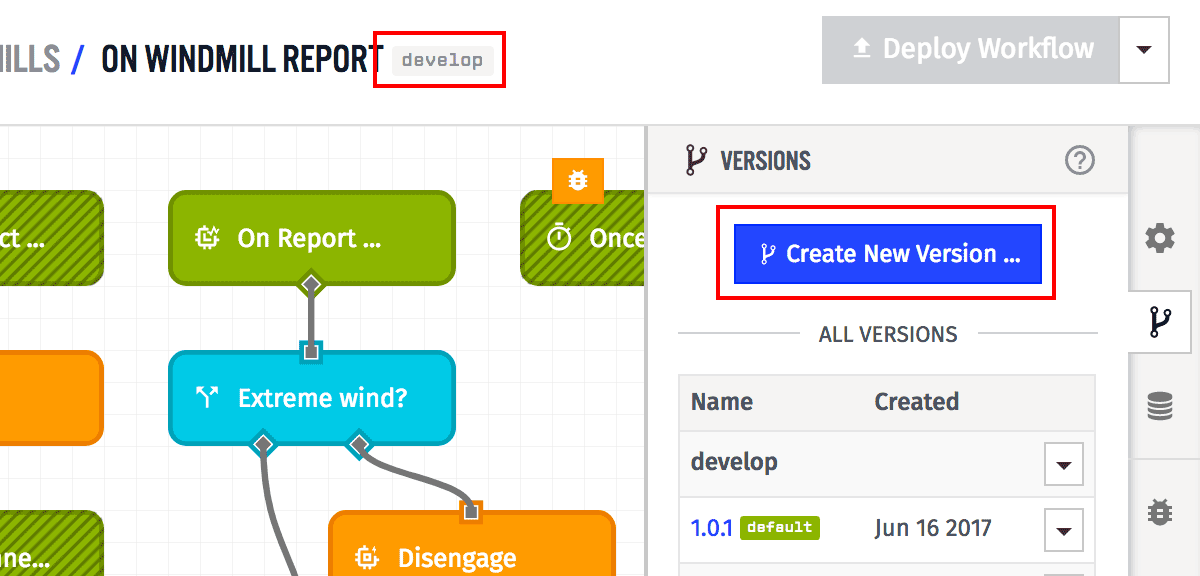 ILLS / ON WINDMILL REPORT develop
Deploy Workflow
VERSIONS
ct ...
On Report ...
Once
Create New Version ...
ALL VERSIONS
Extreme wind?
Name Created
develop
1.0.1 default Jun 16 2017
ne...
Disengage